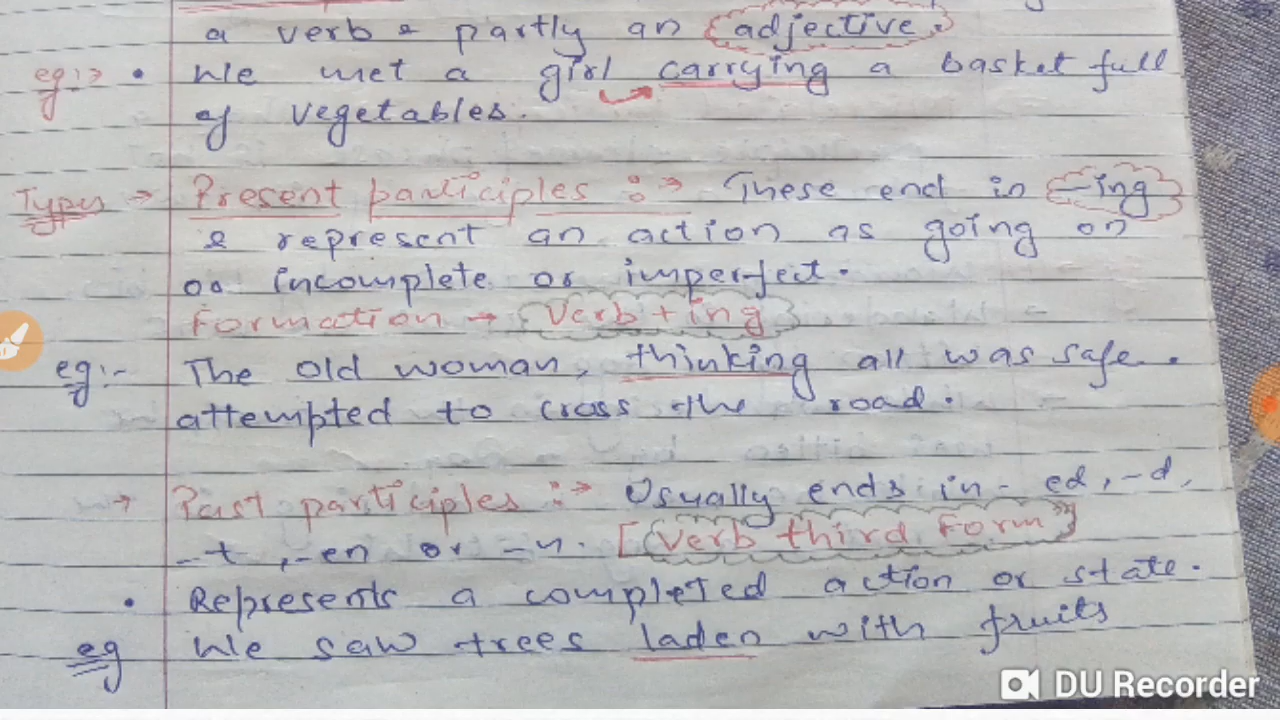 a verb & partly an adjective.
eg:→ • We met a girl carrying a basket full
of vegetables.
Types → Present participles :→ These end in –ing
& represent an action as going on
or incomplete or imperfect.
Formation → Verb + ing
eg:- The old woman, thinking all was safe.
attempted to cross the road.
→ Past participles :→ Usually ends in - ed, -d,
-t, -en or -n. [Verb third Form]
• Represents a completed action or state.
eg We saw trees laden with fruits
DU Recorder